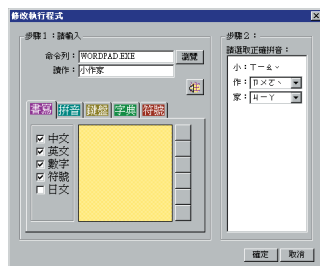 修改執行程式
步驟1：請輸入
命令列：WORDPAD.EXE 瀏覽
讀作：小作家
書寫 拼音 鍵盤 字典 符號
中文
英文
數字
符號
日文
步驟2：
請選取正確拼音：
小：ㄒㄧㄠˇ
作：ㄗㄨㄛˋ
家：ㄐㄧㄚ
確定 取消